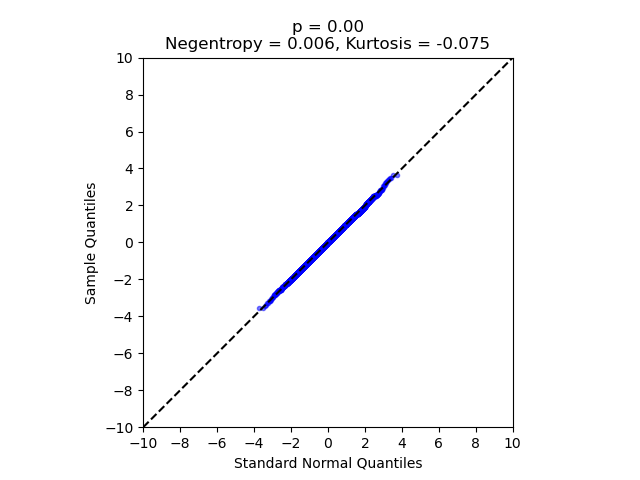 p = 0.00
Negentropy = 0.006, Kurtosis = -0.075
10
8
6
4
2
0
−2
−4
−6
−8
−10
−10 −8 −6 −4 −2 0 2 4 6 8 10
Sample Quantiles
Standard Normal Quantiles